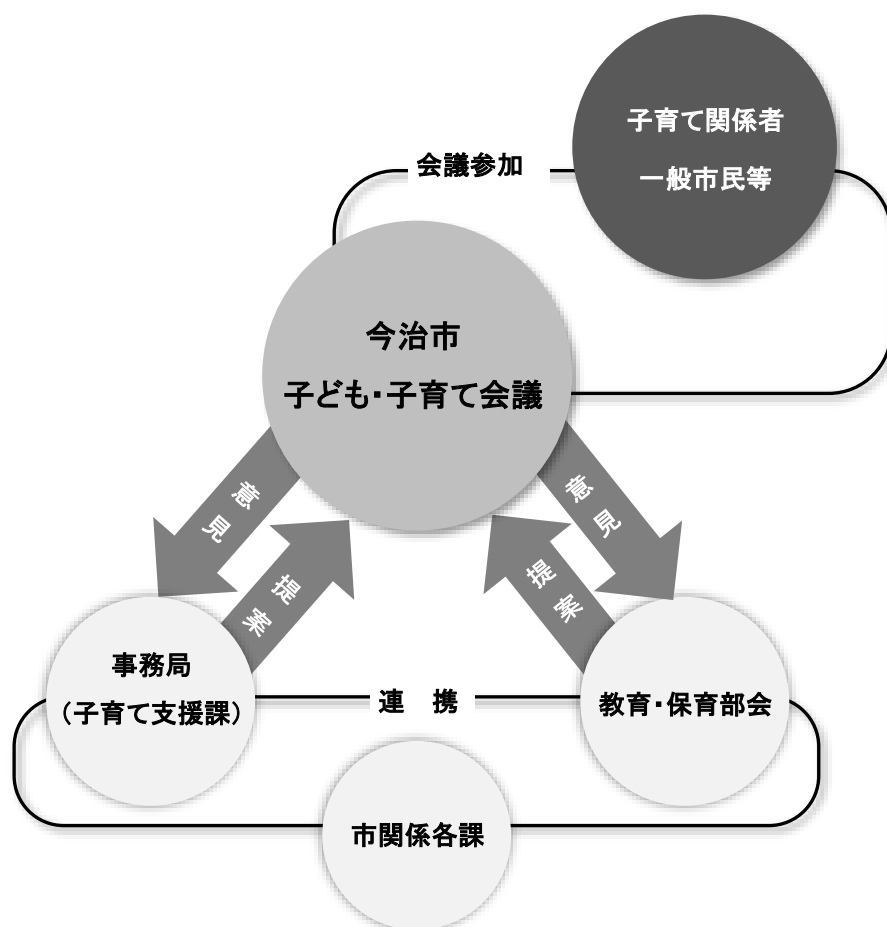 子育て関係者
一般市民等
会議参加
今治市
子ども・子育て会議
意見
提案
意見
提案
事務局
（子育て支援課）
連　携
教育・保育部会
市関係各課